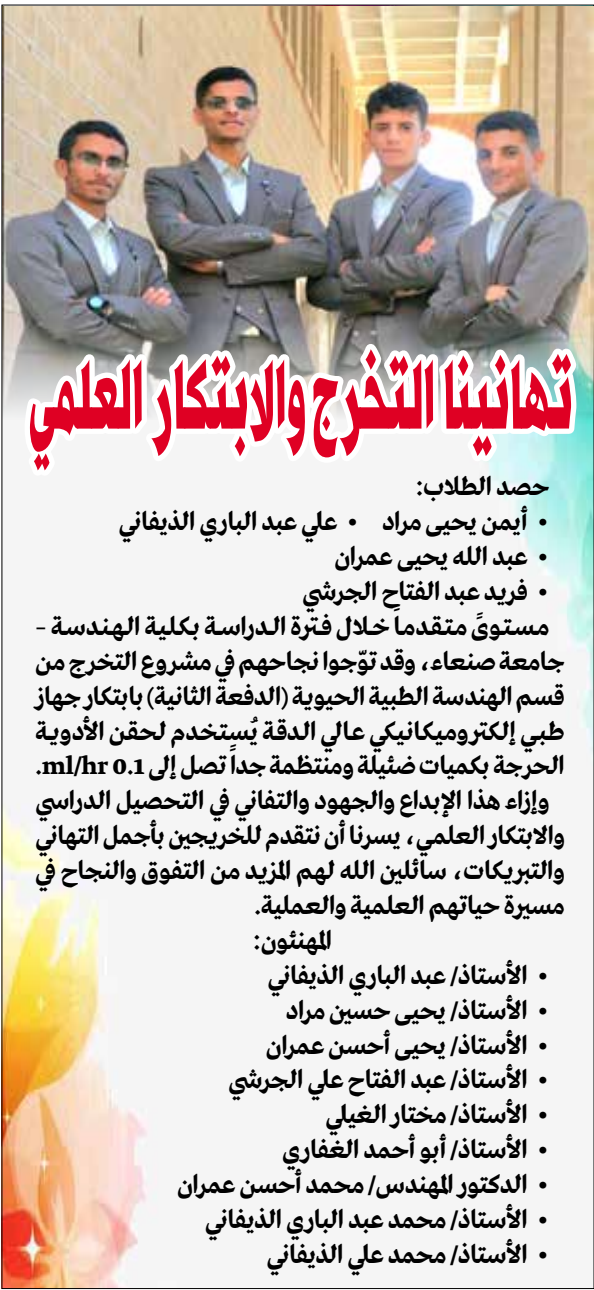 تهانينا التخرج والابتكار العلمي
حصد الطلاب:
• أيمن يحيى مراد • علي عبد الباري الذيفاني
• عبد الله يحيى عمران
• فريد عبد الفتاح الجرشي
مستوىً متقدماً خلال فترة الدراسة بكلية الهندسة -
جامعة صنعاء، وقد توّجوا نجاحهم في مشروع التخرج من
قسم الهندسة الطبية الحيوية (الدفعة الثانية) بابتكار جهاز
طبي إلكتروميكانيكي عالي الدقة يُستخدم لحقن الأدوية
الحرجة بكميات ضئيلة ومنتظمة جداً تصل إلى 0.1 ml/hr.
وإزاء هذا الإبداع والجهود والتفاني في التحصيل الدراسي
والابتكار العلمي، يسرنا أن نتقدم للخريجين بأجمل التهاني
والتبريكات، سائلين الله لهم المزيد من التفوق والنجاح في
مسيرة حياتهم العلمية والعملية.
المهنئون:
• الأستاذ/ عبد الباري الذيفاني
• الأستاذ/ يحيى حسين مراد
• الأستاذ/ يحيى أحسن عمران
• الأستاذ/ عبد الفتاح علي الجرشي
• الأستاذ/ مختار الغيلي
• الأستاذ/ أبو أحمد الغفاري
• الدكتور المهندس/ محمد أحسن عمران
• الأستاذ/ محمد عبد الباري الذيفاني
• الأستاذ/ محمد علي الذيفاني